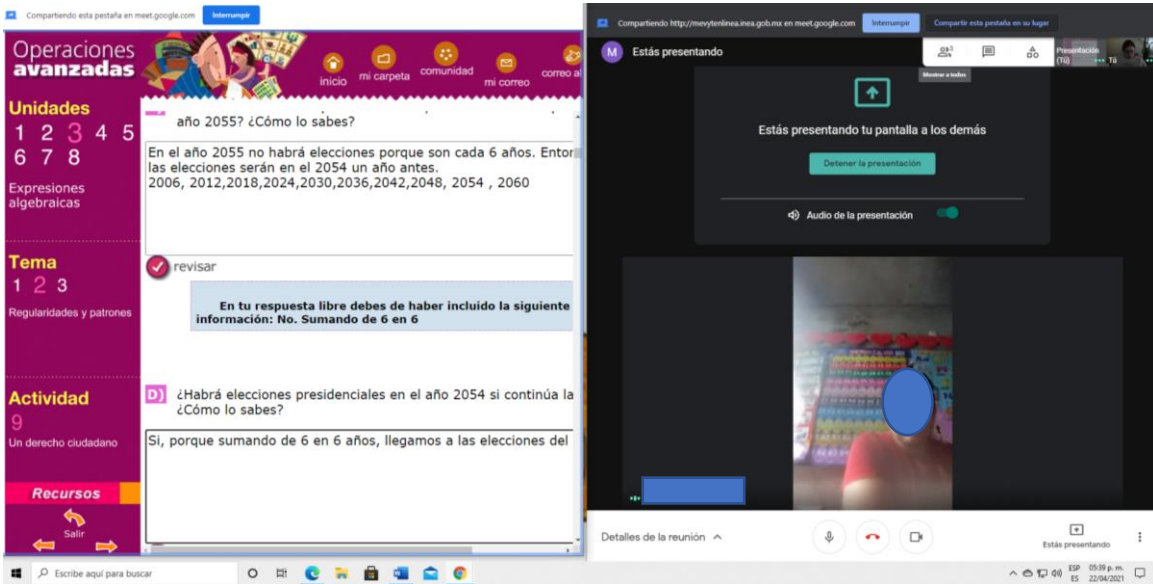 Compartiendo esta pestaña en meet.google.com
Interrumpir
Operaciones
avanzadas
inicio
mi carpeta
comunidad
mi correo
correo a
Unidades
1 2 3 4 5
6 7 8
Expresiones
algebraicas
Tema
1 2 3
Regularidades y patrones
Actividad
9
Un derecho ciudadano
Recursos
Salir
año 2055? ¿Cómo lo sabes?
En el año 2055 no habrá elecciones porque son cada 6 años. Entor
las elecciones serán en el 2054 un año antes.
2006, 2012,2018,2024,2030,2036,2042,2048, 2054 , 2060
revisar
En tu respuesta libre debes de haber incluido la siguiente
información: No. Sumando de 6 en 6
D) ¿Habrá elecciones presidenciales en el año 2054 si continúa la
¿Cómo lo sabes?
Si, porque sumando de 6 en 6 años, llegamos a las elecciones del
Compartiendo http://mevytenlinea.inea.gob.mx en meet.google.com
Interrumpir
Compartir esta pestaña en su lugar
M Estás presentando
Mostrar a todos
Presentación
(Tú)
Tú
Estás presentando tu pantalla a los demás
Detener la presentación
Audio de la presentación
Detalles de la reunión
Estás presentando
Escribe aquí para buscar
ESP
ES
05:39 p. m.
22/04/2021